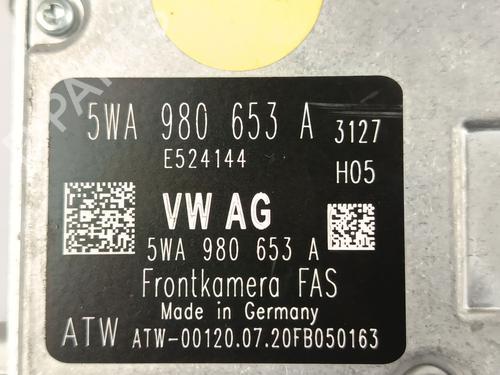 5WA 980 653 A 3127
E524144
H05
VW AG
5WA 980 653 A
Frontkamera FAS
Made in Germany
ATW ATW-00120.07.20FB050163